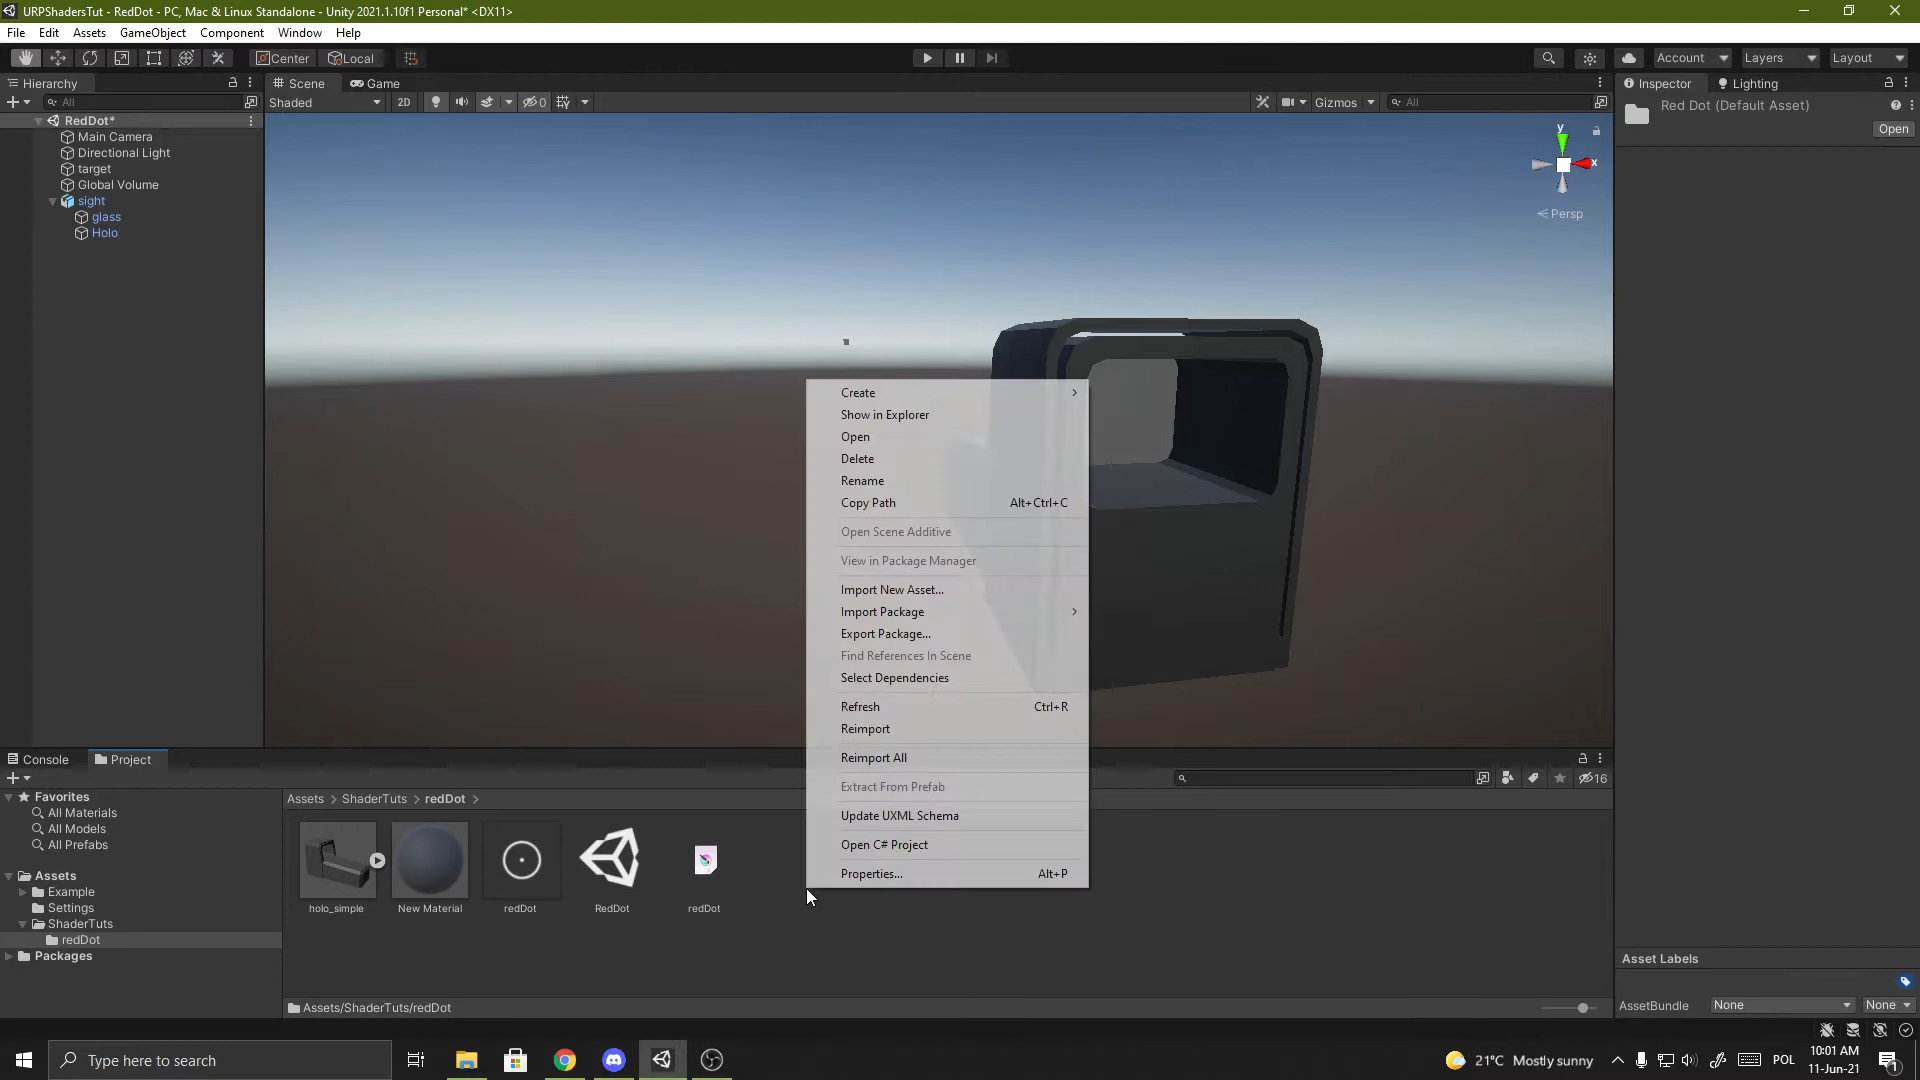 URPShadersTut - RedDot - PC, Mac & Linux Standalone - Unity 2021.1.10f1 Personal* <DX11>
File Edit Assets GameObject Component Window Help
Center Local Account Layers Layout
Hierarchy Scene Game Inspector Lighting
All Shaded 2D 0 Gizmos All Red Dot (Default Asset)
Open
RedDot*
Main Camera
Directional Light
target
Global Volume
sight
glass
Holo
y
x
Persp
Create
Show in Explorer
Open
Delete
Rename
Copy Path Alt+Ctrl+C
Open Scene Additive
View in Package Manager
Import New Asset...
Import Package
Export Package...
Find References In Scene
Select Dependencies
Refresh Ctrl+R
Reimport
Reimport All
Extract From Prefab
Update UXML Schema
Open C# Project
Properties... Alt+P
Console Project
16
Favorites
All Materials
All Models
All Prefabs
Assets
Example
Settings
ShaderTuts
redDot
Packages
Assets > ShaderTuts > redDot >
holo_simple New Material redDot RedDot redDot
Assets/ShaderTuts/redDot
Asset Labels
AssetBundle None None
Type here to search
21°C Mostly sunny POL 10:01 AM
11-Jun-21
1